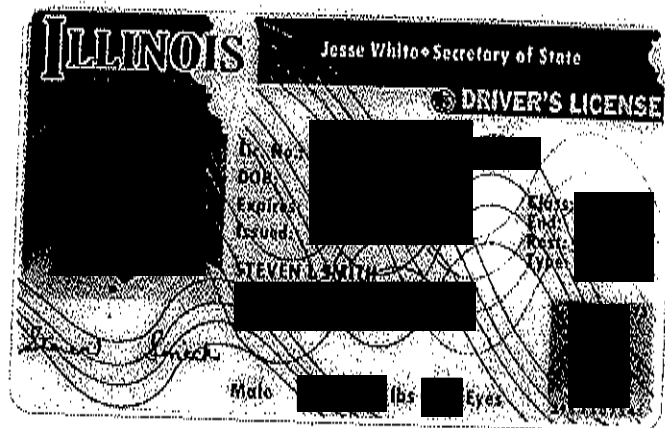 ILLINOIS
Jesse White◆Secretary of State
DRIVER'S LICENSE
Lic. No.:
DOB:
Expires:
Issued:
Class:
End:
Rest:
Type:
STEVEN L SMITH
Male lbs Eyes